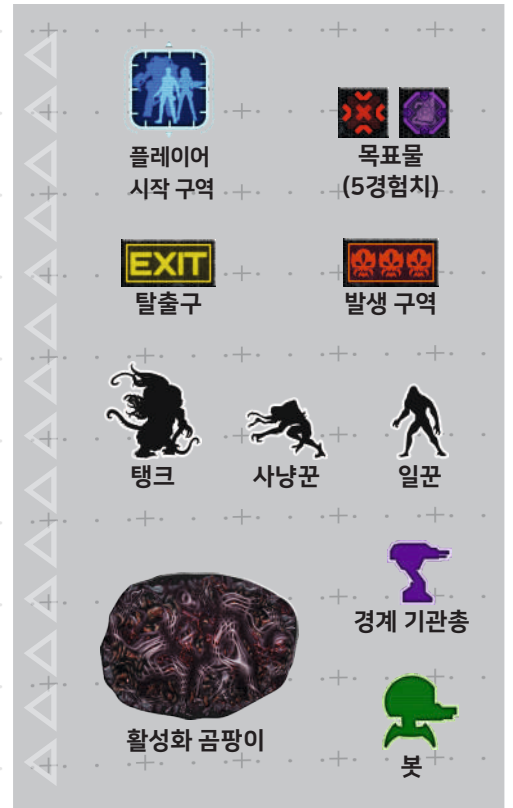 플레이어
시작 구역
목표물
(5경험치)
EXIT
탈출구
발생 구역
탱크
사냥꾼
일꾼
경계 기관총
활성화 곰팡이
봇